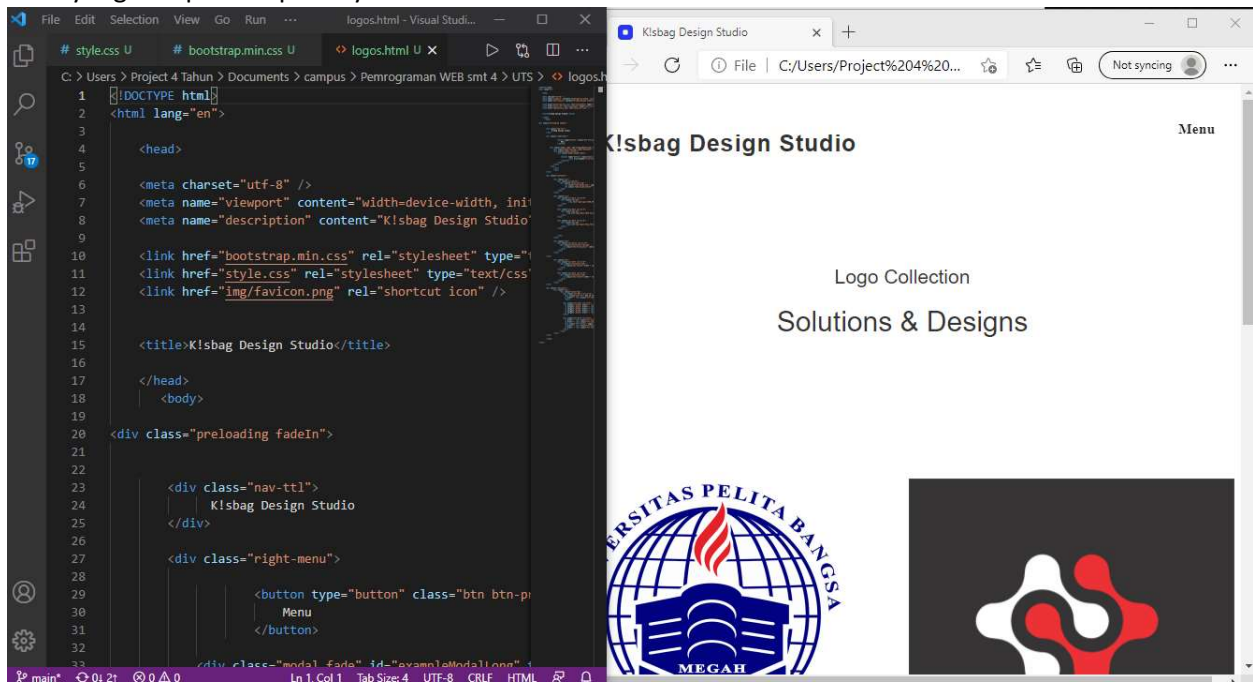 File Edit Selection View Go Run ··· logos.html - Visual Studi...
# style.css U # bootstrap.min.css U <> logos.html U
C: > Users > Project 4 Tahun > Documents > campus > Pemrograman WEB smt 4 > UTS > <> logos.h
1 <!DOCTYPE html>
2 <html lang="en">
3
4 <head>
5
6 <meta charset="utf-8" />
7 <meta name="viewport" content="width=device-width, init
8 <meta name="description" content="K!sbag Design Studio"
9
10 <link href="bootstrap.min.css" rel="stylesheet" type="t
11 <link href="style.css" rel="stylesheet" type="text/css"
12 <link href="img/favicon.png" rel="shortcut icon" />
13
14
15 <title>K!sbag Design Studio</title>
16
17 </head>
18 <body>
19
20 <div class="preloading fadeIn">
21
22
23 <div class="nav-ttl">
24 K!sbag Design Studio
25 </div>
26
27 <div class="right-menu">
28
29 <button type="button" class="btn btn-pr
30 Menu
31 </button>
32
33 <div class="modal fade" id="exampleModalLong" t
17
main* 0↓ 2↑ 0 0 Ln 1, Col 1 Tab Size: 4 UTF-8 CRLF HTML
K!sbag Design Studio
File | C:/Users/Project%204%20... Not syncing ···
K!sbag Design Studio
Menu
Logo Collection
Solutions & Designs
ERSITAS PELITA BANGSA
MEGAH